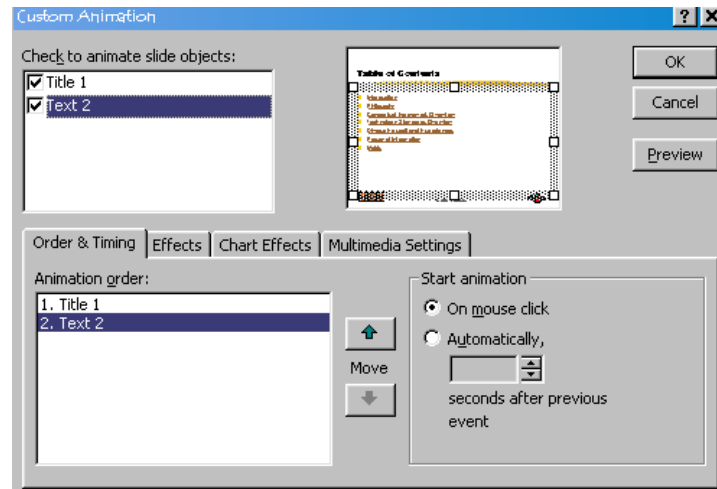 Custom Animation
Check to animate slide objects:
Title 1
Text 2
Table of Contents
OK
Cancel
Preview
Order & Timing
Effects
Chart Effects
Multimedia Settings
Animation order:
1. Title 1
2. Text 2
Move
Start animation
On mouse click
Automatically,
seconds after previous
event